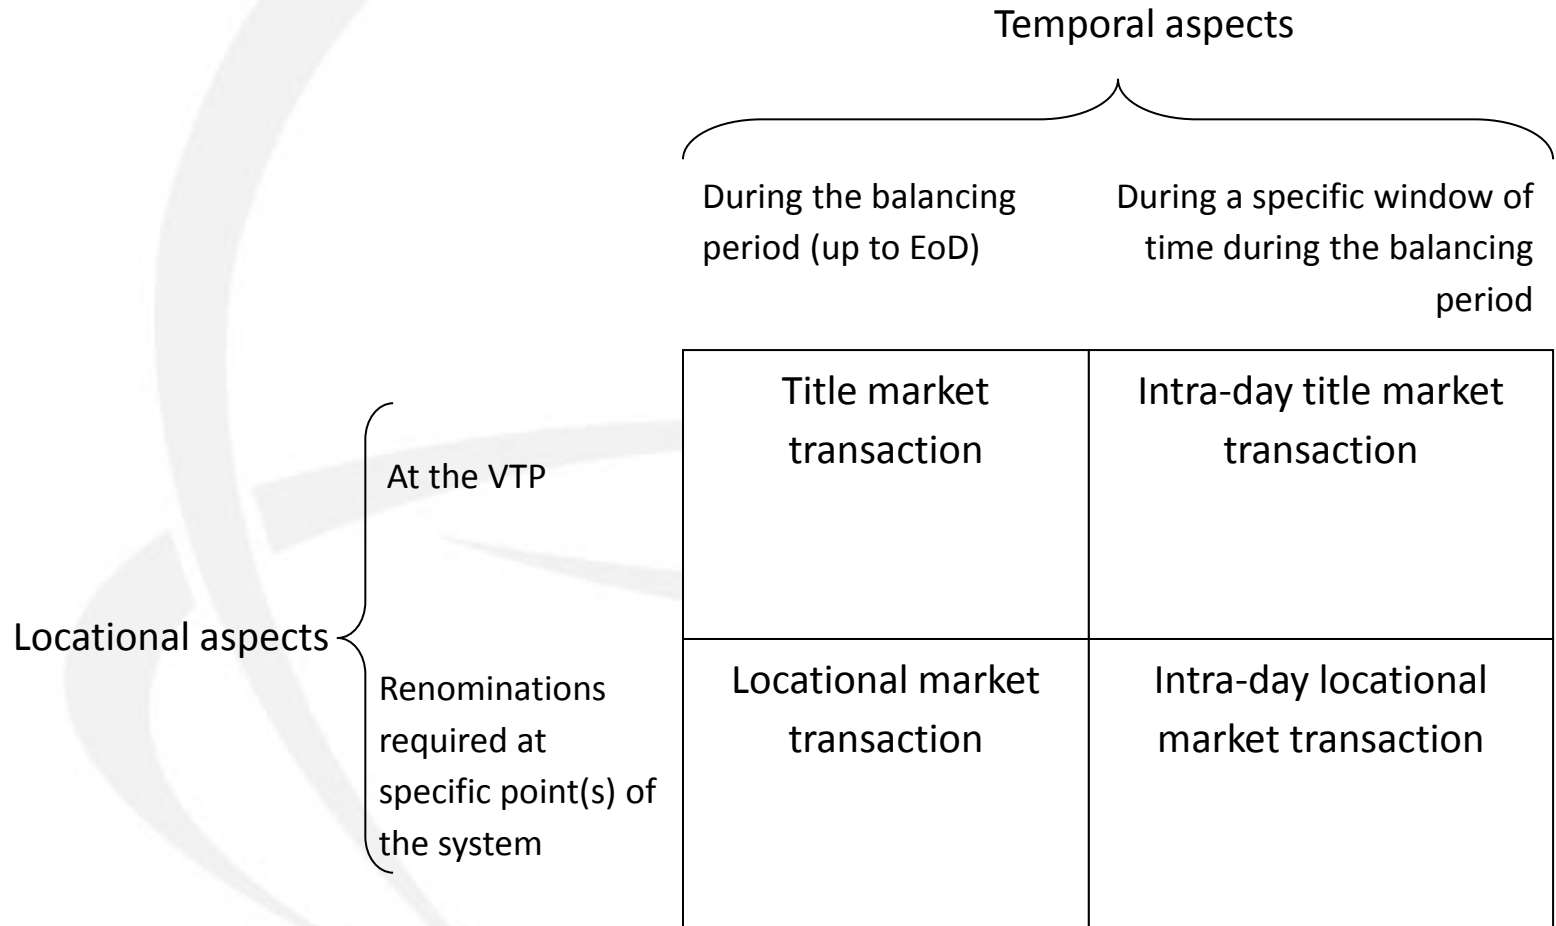 Temporal aspects
During the balancing
period (up to EoD)
During a specific window of
time during the balancing
period
Title market
transaction
Intra-day title market
transaction
At the VTP
Locational aspects
Renominations
required at
specific point(s) of
the system
Locational market
transaction
Intra-day locational
market transaction